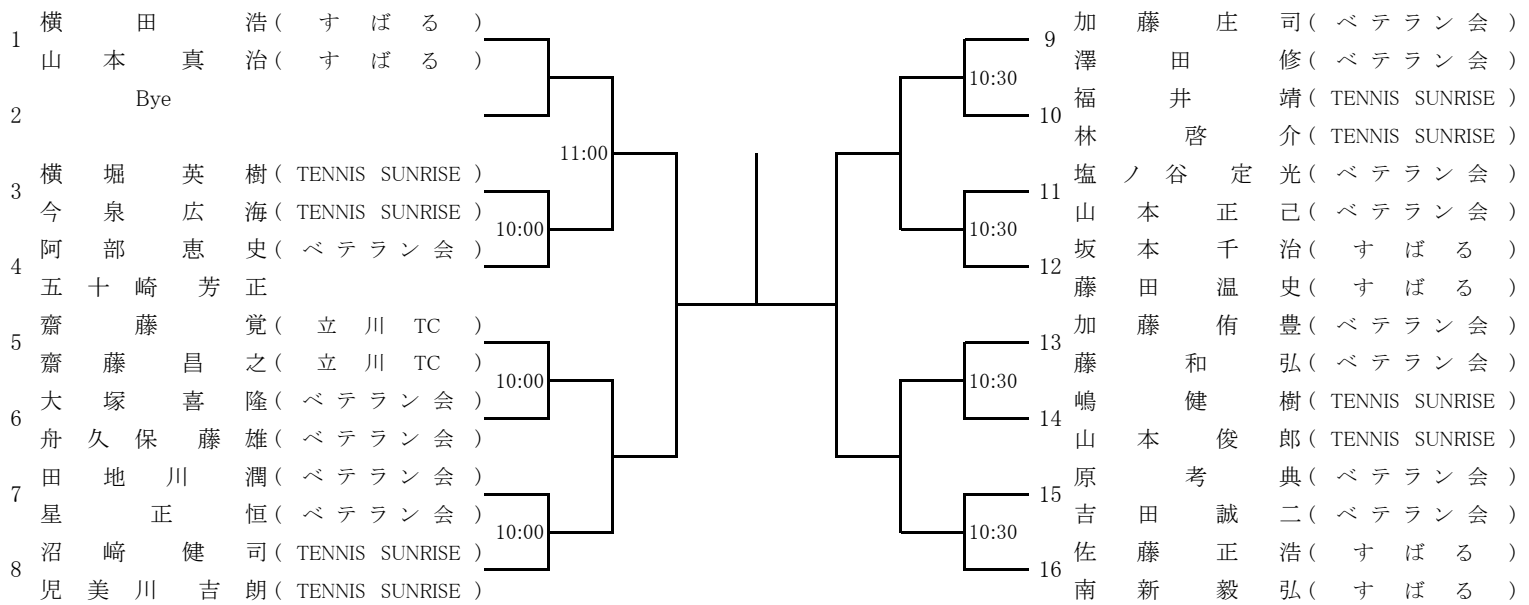 1 横田浩(すばる)
山本真治(すばる)
2 Bye
3 横堀英樹( TENNIS SUNRISE )
今泉広海( TENNIS SUNRISE )
4 阿部恵史(ベテラン会)
五十崎芳正
5 齋藤覚( 立川 TC )
齋藤昌之( 立川 TC )
6 大塚喜隆(ベテラン会)
舟久保藤雄(ベテラン会)
7 田地川潤(ベテラン会)
星正恒(ベテラン会)
8 沼﨑健司( TENNIS SUNRISE )
児美川吉朗( TENNIS SUNRISE )
11:00
10:00
10:00
10:00
9 加藤庄司(ベテラン会)
澤田修(ベテラン会)
10 福井靖( TENNIS SUNRISE )
林啓介( TENNIS SUNRISE )
11 塩ノ谷定光(ベテラン会)
山本正己(ベテラン会)
12 坂本千治(すばる)
藤田温史(すばる)
13 加藤侑豊(ベテラン会)
藤和弘(ベテラン会)
14 嶋健樹( TENNIS SUNRISE )
山本俊郎( TENNIS SUNRISE )
15 原考典(ベテラン会)
吉田誠二(ベテラン会)
16 佐藤正浩(すばる)
南新毅弘(すばる)
10:30
10:30
10:30
10:30